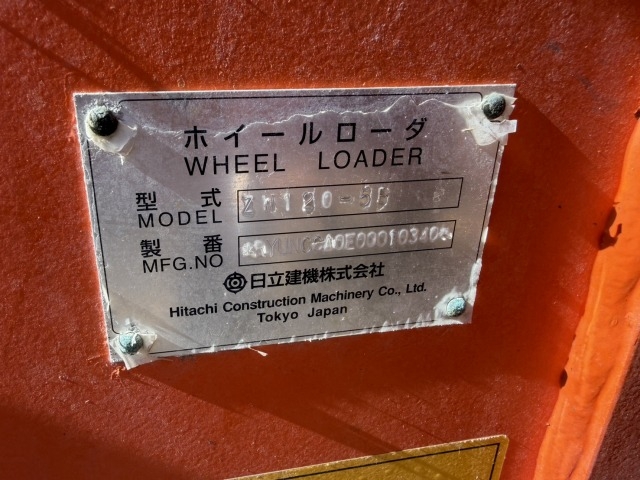 ホイールローダ
WHEEL LOADER
型式
MODEL
製番
MFG.NO
日立建機株式会社
Hitachi Construction Machinery Co., Ltd.
Tokyo Japan